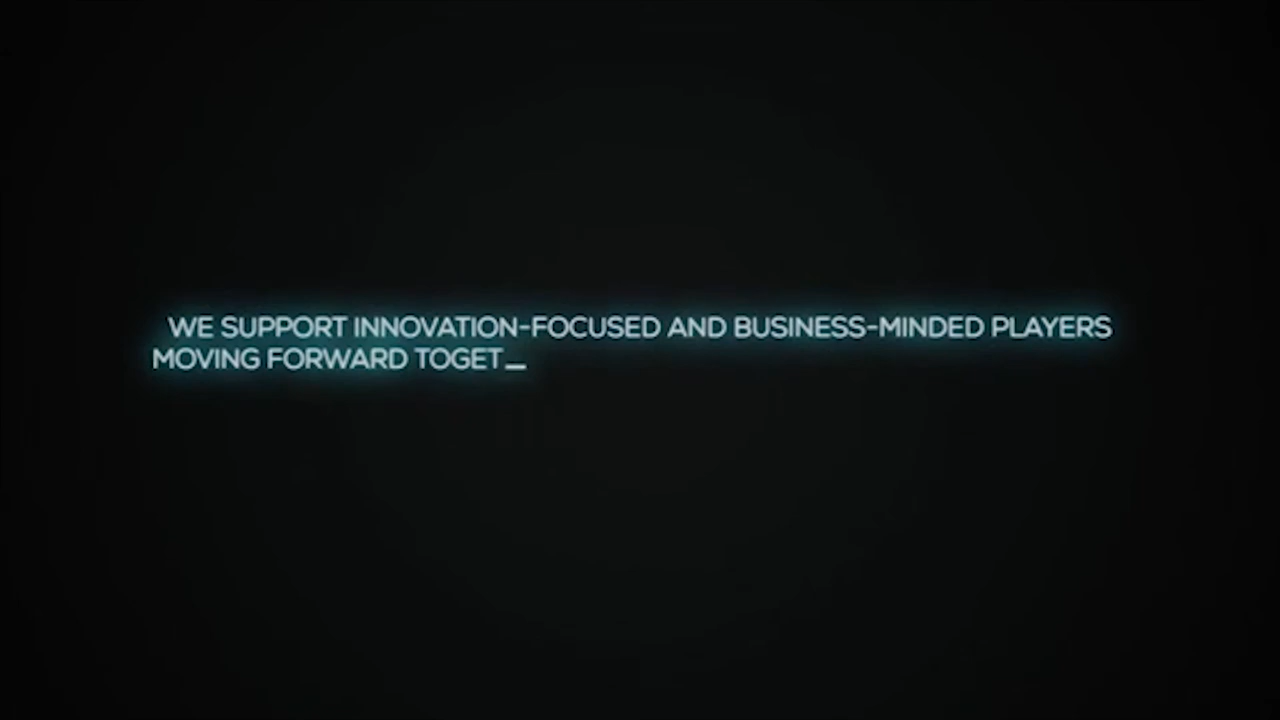 WE SUPPORT INNOVATION-FOCUSED AND BUSINESS-MINDED PLAYERS
MOVING FORWARD TOGET_